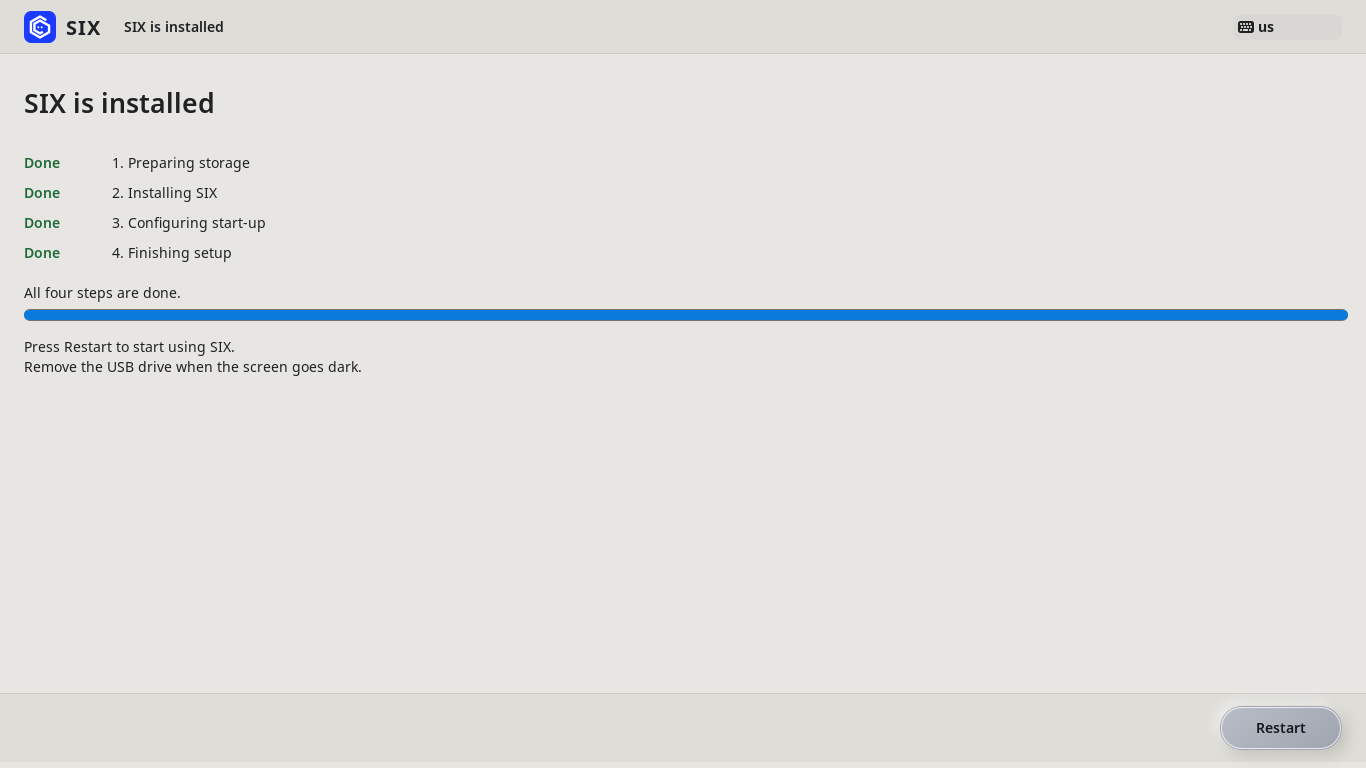 SIX
SIX is installed
us
SIX is installed
Done 1. Preparing storage
Done 2. Installing SIX
Done 3. Configuring start-up
Done 4. Finishing setup
All four steps are done.
Press Restart to start using SIX.
Remove the USB drive when the screen goes dark.
Restart